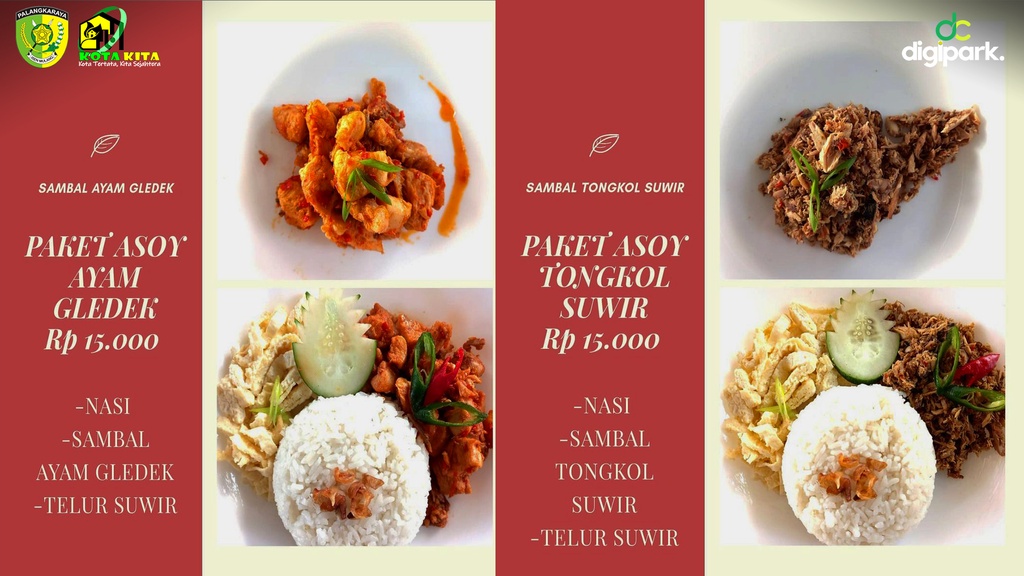 PALANGKARAYA
KOTA KITA
Kota Tertata, Kita Sejahtera
dc
digipark.
SAMBAL AYAM GLEDEK
PAKET ASOY
AYAM
GLEDEK
Rp 15.000
-NASI
-SAMBAL
AYAM GLEDEK
-TELUR SUWIR
SAMBAL TONGKOL SUWIR
PAKET ASOY
TONGKOL
SUWIR
Rp 15.000
-NASI
-SAMBAL
TONGKOL
SUWIR
-TELUR SUWIR